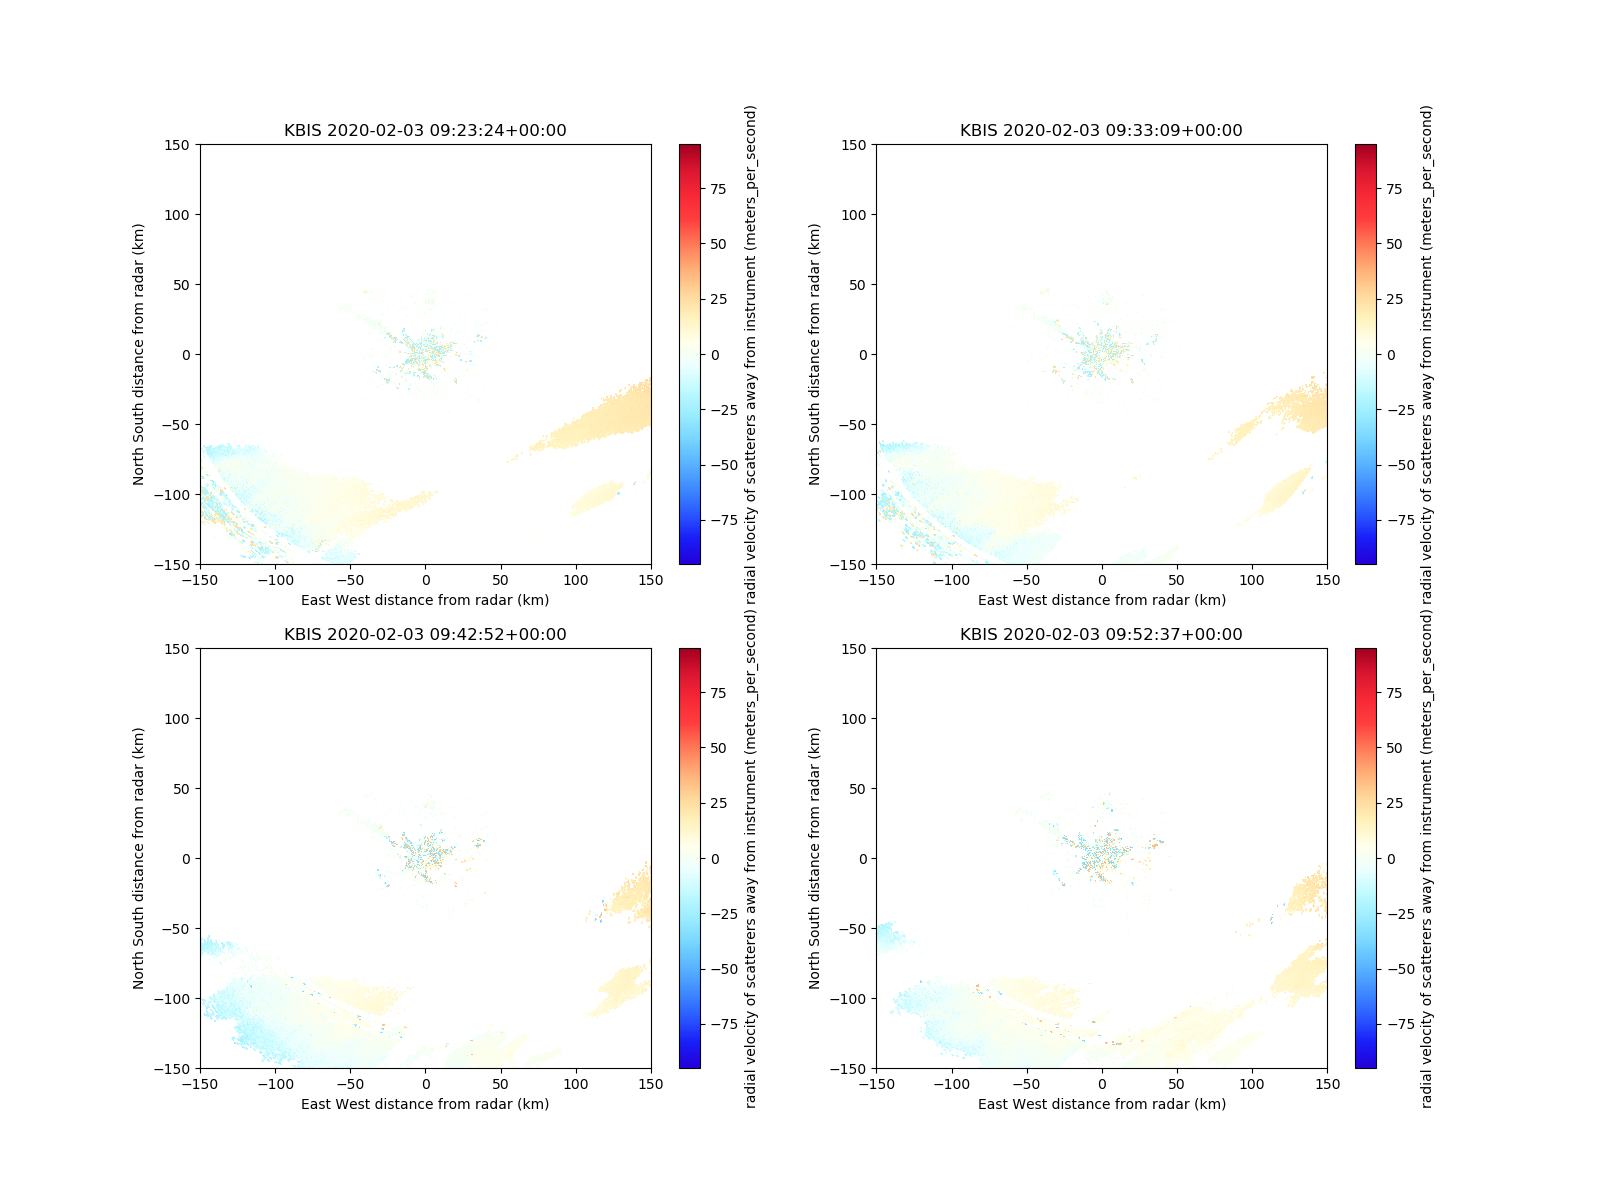 KBIS 2020-02-03 09:23:24+00:00
150
100
50
0
−50
−100
−150
North South distance from radar (km)
−150 −100 −50 0 50 100 150
East West distance from radar (km)
75
50
25
0
−25
−50
−75
radial velocity of scatterers away from instrument (meters_per_second)
KBIS 2020-02-03 09:33:09+00:00
150
100
50
0
−50
−100
−150
North South distance from radar (km)
−150 −100 −50 0 50 100 150
East West distance from radar (km)
75
50
25
0
−25
−50
−75
radial velocity of scatterers away from instrument (meters_per_second)
KBIS 2020-02-03 09:42:52+00:00
150
100
50
0
−50
−100
−150
North South distance from radar (km)
−150 −100 −50 0 50 100 150
East West distance from radar (km)
75
50
25
0
−25
−50
−75
radial velocity of scatterers away from instrument (meters_per_second)
KBIS 2020-02-03 09:52:37+00:00
150
100
50
0
−50
−100
−150
North South distance from radar (km)
−150 −100 −50 0 50 100 150
East West distance from radar (km)
75
50
25
0
−25
−50
−75
radial velocity of scatterers away from instrument (meters_per_second)